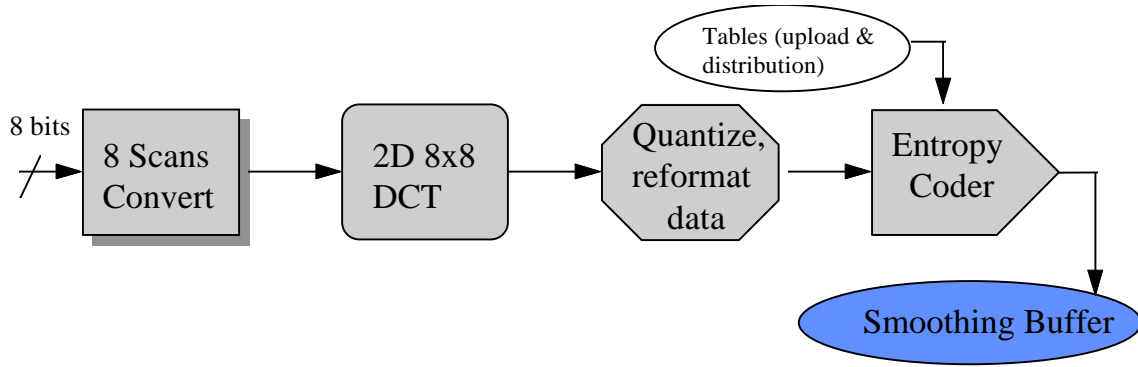 Tables (upload &
distribution)
8 bits
8 Scans
Convert
2D 8x8
DCT
Quantize,
reformat
data
Entropy
Coder
Smoothing Buffer